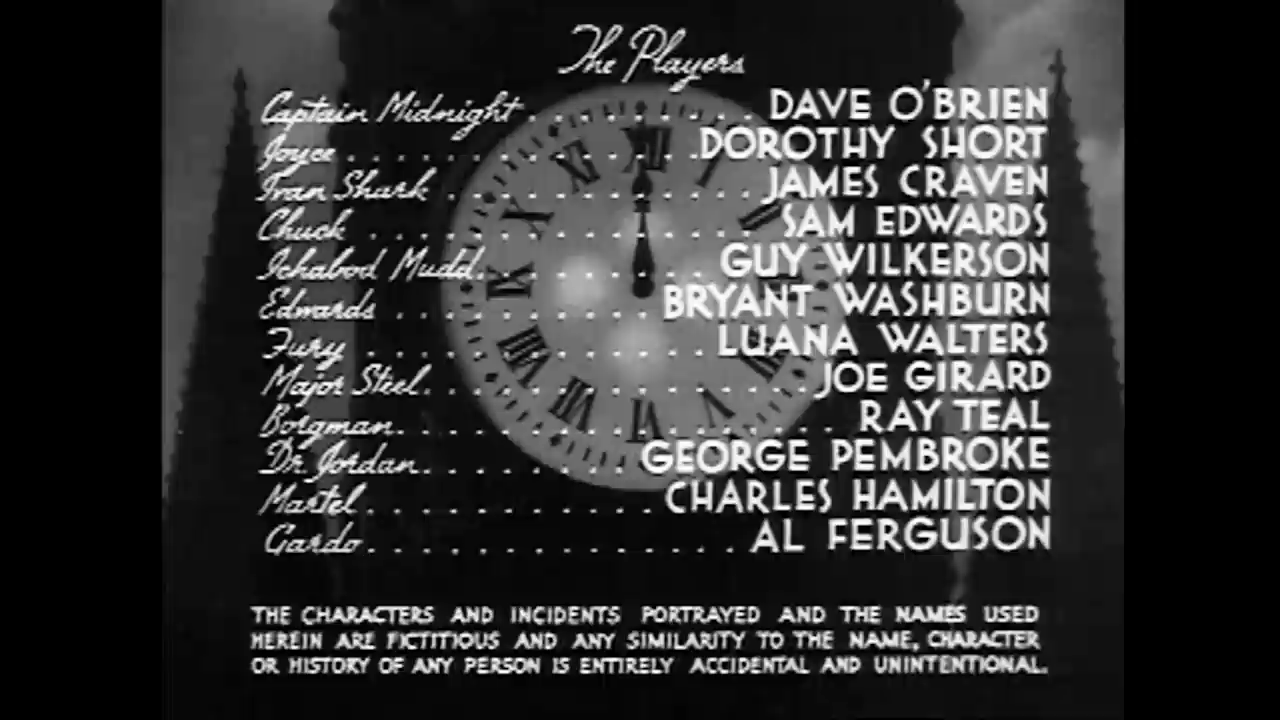 The Players
Captain Midnight . . . . . . . . . DAVE O'BRIEN
Joyce . . . . . . . . . . . . . . DOROTHY SHORT
Ivan Shark . . . . . . . . . . . . JAMES CRAVEN
Chuck . . . . . . . . . . . . . . SAM EDWARDS
Ichabod Mudd. . . . . . . . . . GUY WILKERSON
Edwards . . . . . . . . . . . BRYANT WASHBURN
Fury . . . . . . . . . . . . . LUANA WALTERS
Major Steel. . . . . . . . . . . . . . . JOE GIRARD
Borgman. . . . . . . . . . . . . . . . . RAY TEAL
Dr. Jordan. . . . . . . . . GEORGE PEMBROKE
Martel . . . . . . . . . . . CHARLES HAMILTON
Gardo. . . . . . . . . . . . . . AL FERGUSON
THE CHARACTERS AND INCIDENTS PORTRAYED AND THE NAMES USED
HEREIN ARE FICTITIOUS AND ANY SIMILARITY TO THE NAME, CHARACTER
OR HISTORY OF ANY PERSON IS ENTIRELY ACCIDENTAL AND UNINTENTIONAL.